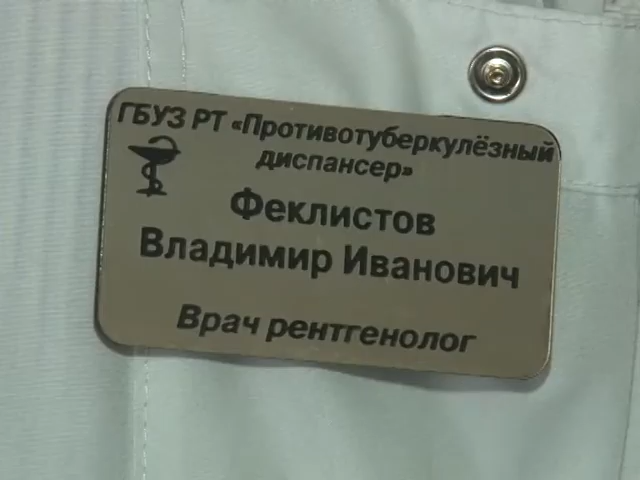 ГБУЗ РТ «Противотуберкулёзный
диспансер»
Феклистов
Владимир Иванович
Врач рентгенолог